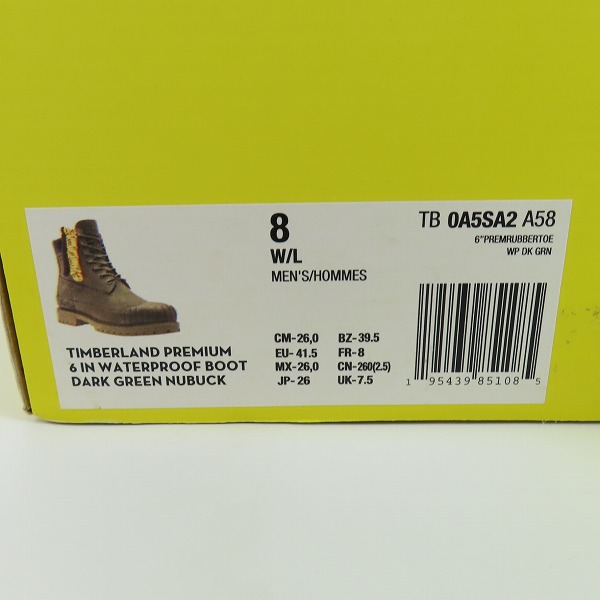 TIMBERLAND PREMIUM
6 IN WATERPROOF BOOT
DARK GREEN NUBUCK
8
W/L
MEN'S/HOMMES
CM-26,0 BZ-39.5
EU- 41.5 FR-8
MX-26,0 CN-260(2.5)
JP-26 UK-7.5
TB 0A5SA2 A58
6"PREMRUBBERTOE
WP DK GRN
1 95439 85108 5